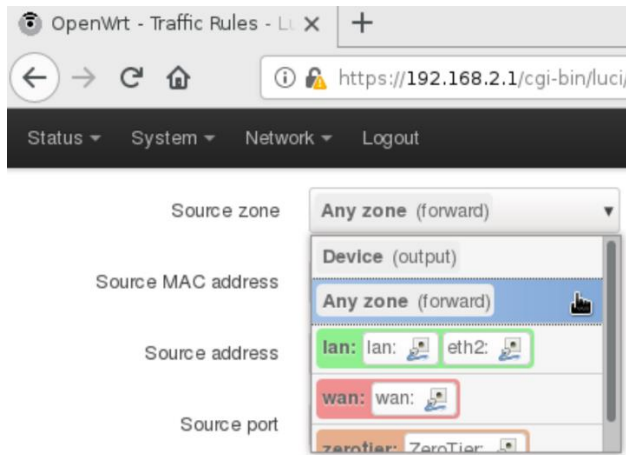 OpenWrt - Traffic Rules - L
https://192.168.2.1/cgi-bin/luci/
Status System Network Logout
Source zone Any zone (forward)
Device (output)
Source MAC address
Any zone (forward)
Source address lan: lan: eth2:
wan: wan:
Source port
zerotier: ZeroTier: